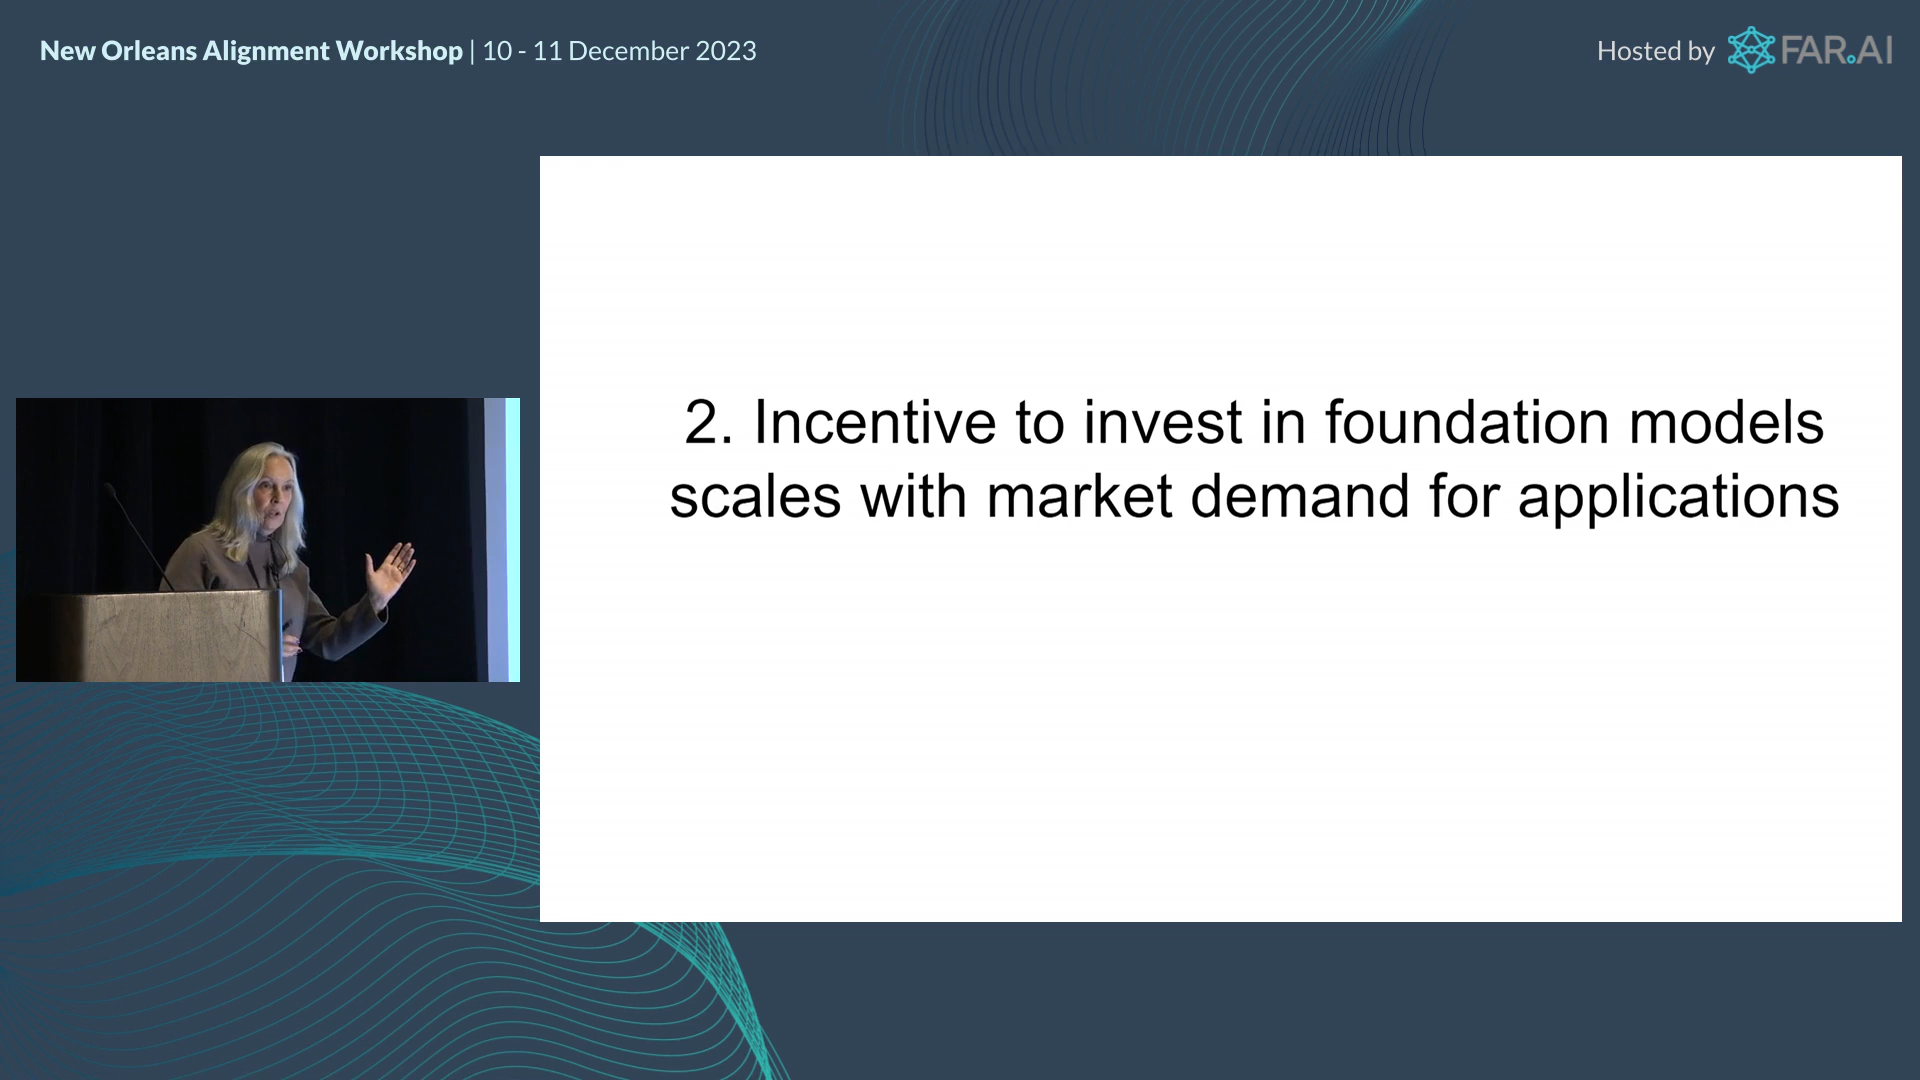 New Orleans Alignment Workshop | 10 - 11 December 2023
Hosted by FAR.AI
2. Incentive to invest in foundation models
scales with market demand for applications